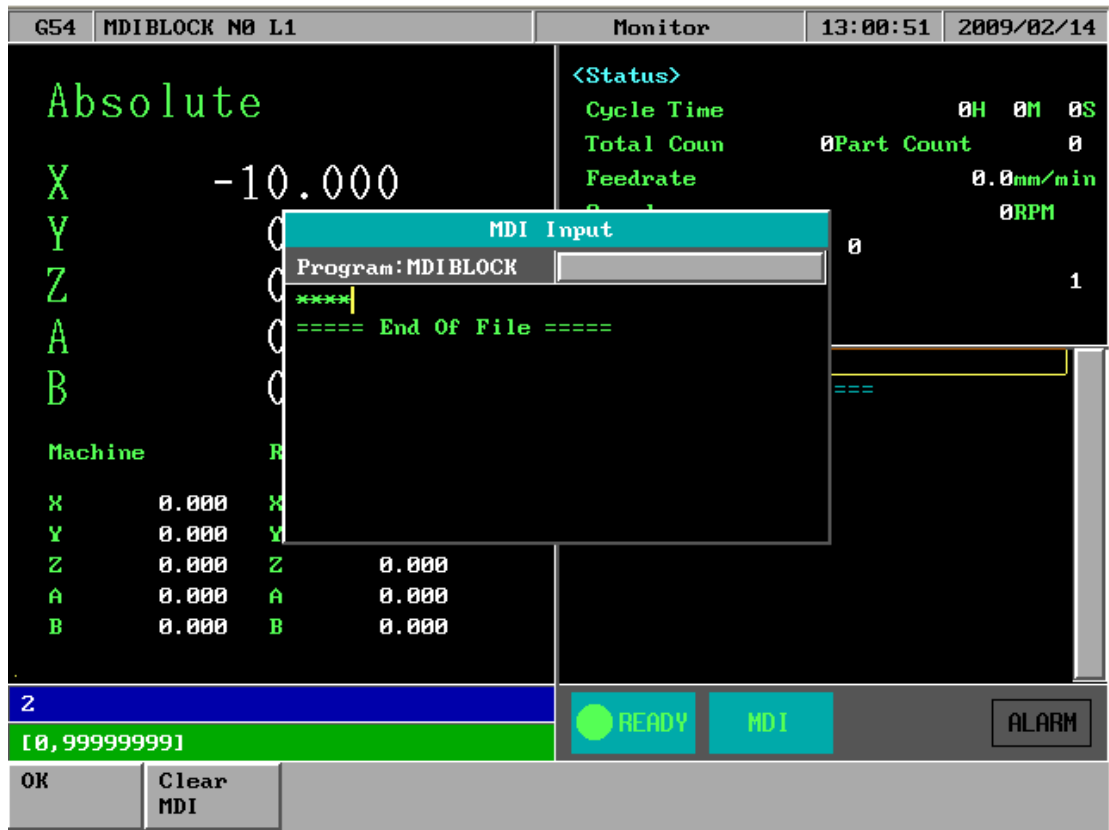 G54 MDIBLOCK N0 L1 Monitor 13:00:51 2009/02/14
Absolute
X -10.000
Y
Z
A
B
Machine
X 0.000 X
Y 0.000 Y
Z 0.000 Z 0.000
A 0.000 A 0.000
B 0.000 B 0.000
<Status>
Cycle Time 0H 0M 0S
Total Coun 0Part Count 0
Feedrate 0.0mm/min
0RPM
0
1
MDI Input
Program:MDIBLOCK
****
===== End Of File =====
===
2
[0,99999999]
READY MDI ALARM
OK Clear MDI